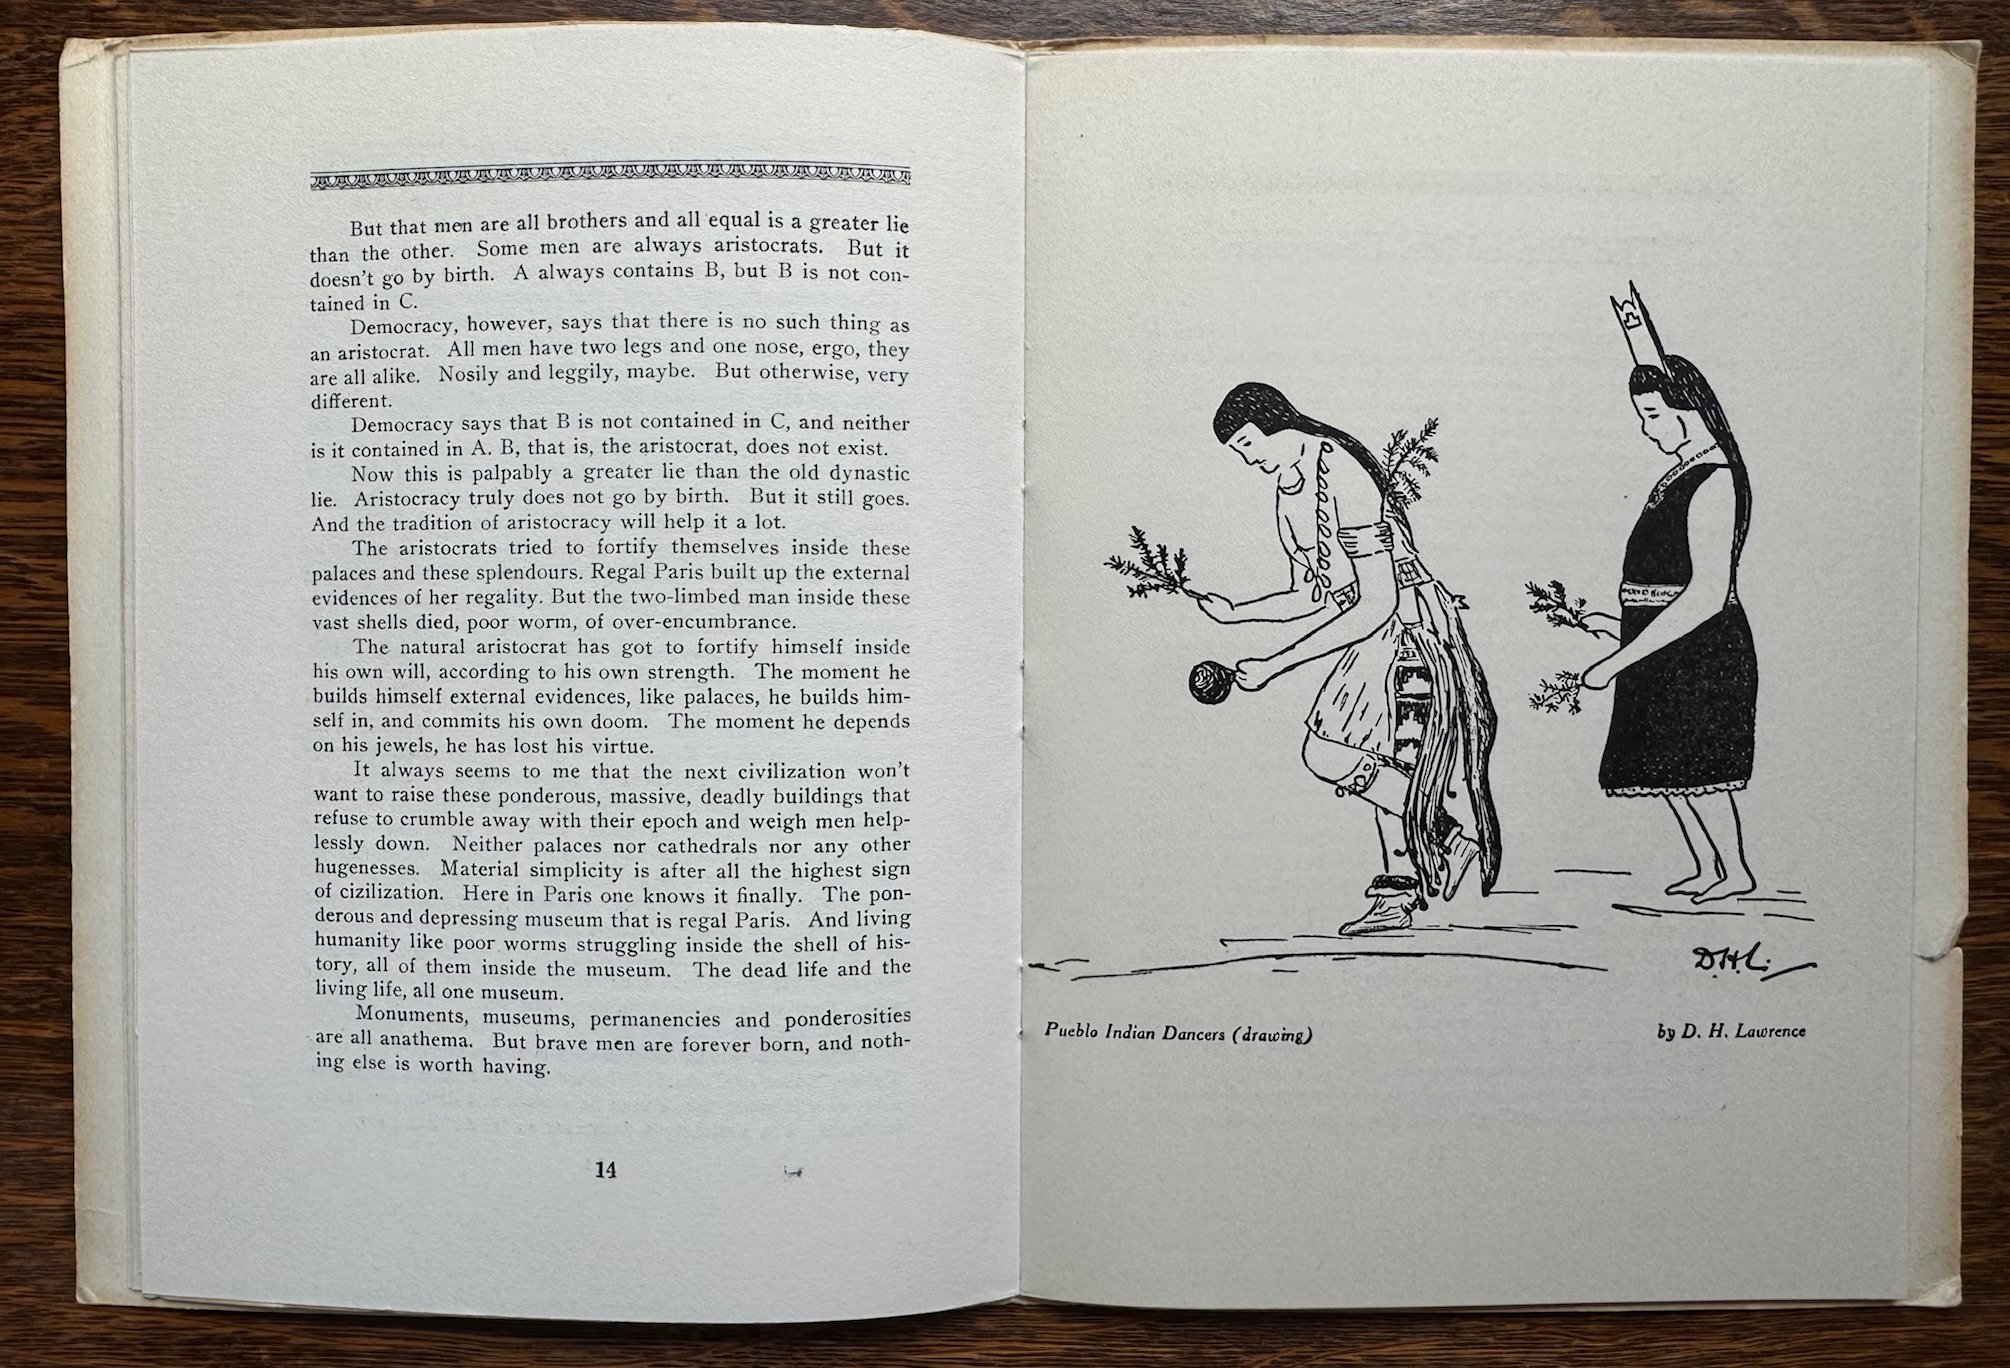 But that men are all brothers and all equal is a greater lie
than the other. Some men are always aristocrats. But it
doesn't go by birth. A always contains B, but B is not con-
tained in C.
Democracy, however, says that there is no such thing as
an aristocrat. All men have two legs and one nose, ergo, they
are all alike. Nosily and leggily, maybe. But otherwise, very
different.
Democracy says that B is not contained in C, and neither
is it contained in A. B, that is, the aristocrat, does not exist.
Now this is palpably a greater lie than the old dynastic
lie. Aristocracy truly does not go by birth. But it still goes.
And the tradition of aristocracy will help it a lot.
The aristocrats tried to fortify themselves inside these
palaces and these splendours. Regal Paris built up the external
evidences of her regality. But the two-limbed man inside these
vast shells died, poor worm, of over-encumbrance.
The natural aristocrat has got to fortify himself inside
his own will, according to his own strength. The moment he
builds himself external evidences, like palaces, he builds him-
self in, and commits his own doom. The moment he depends
on his jewels, he has lost his virtue.
It always seems to me that the next civilization won't
want to raise these ponderous, massive, deadly buildings that
refuse to crumble away with their epoch and weigh men help-
lessly down. Neither palaces nor cathedrals nor any other
hugenesses. Material simplicity is after all the highest sign
of cizilization. Here in Paris one knows it finally. The pon-
derous and depressing museum that is regal Paris. And living
humanity like poor worms struggling inside the shell of his-
tory, all of them inside the museum. The dead life and the
living life, all one museum.
Monuments, museums, permanencies and ponderosities
are all anathema. But brave men are forever born, and noth-
ing else is worth having.
14
D.H.L.
Pueblo Indian Dancers (drawing)
by D. H. Lawrence